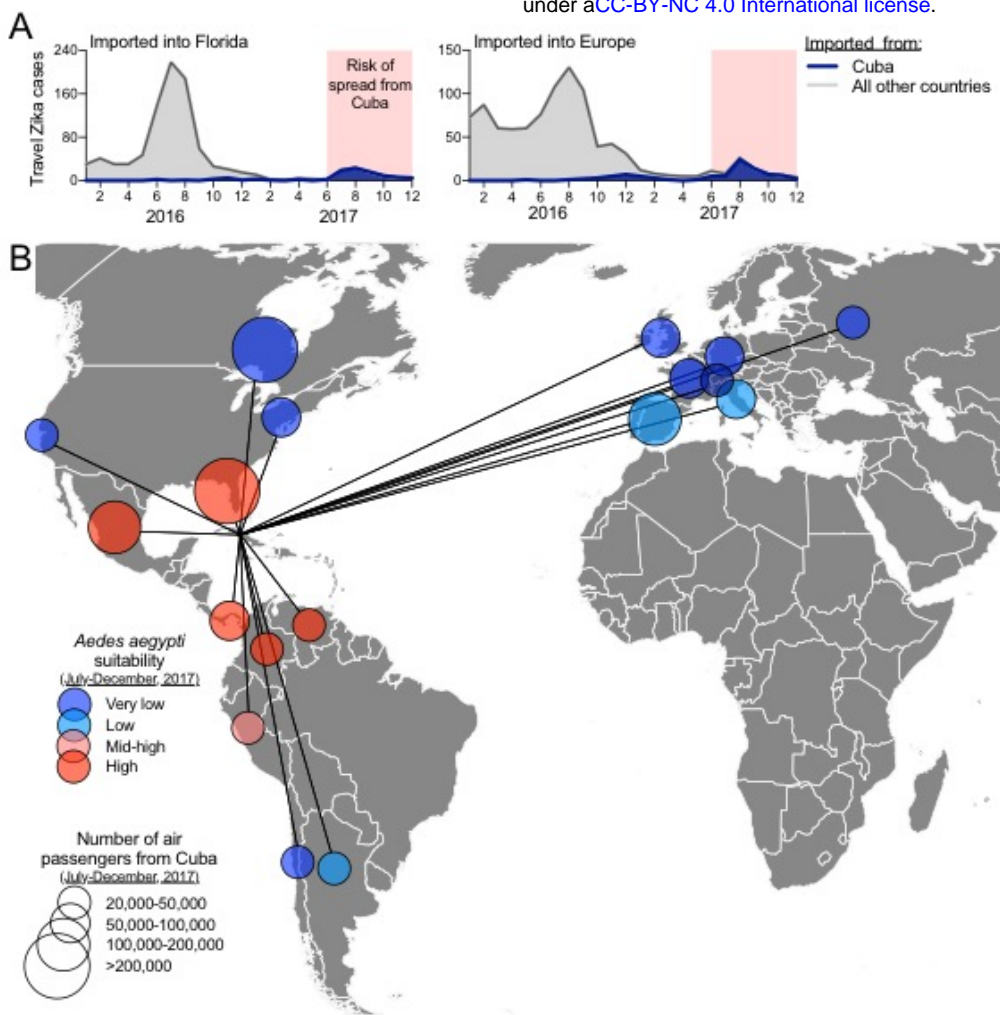 under aCC-BY-NC 4.0 International license.
A
Imported into Florida
240
160
80
0
Travel Zika cases
Risk of
spread from
Cuba
2 4 6 8 10 12 2 4 6 8 10 12
2016 2017
Imported into Europe
150
100
50
0
2 4 6 8 10 12 2 4 6 8 10 12
2016 2017
Imported from:
Cuba
All other countries
B
Aedes aegypti
suitability
(July-December, 2017)
Very low
Low
Mid-high
High
Number of air
passengers from Cuba
(July-December, 2017)
20,000-50,000
50,000-100,000
100,000-200,000
>200,000